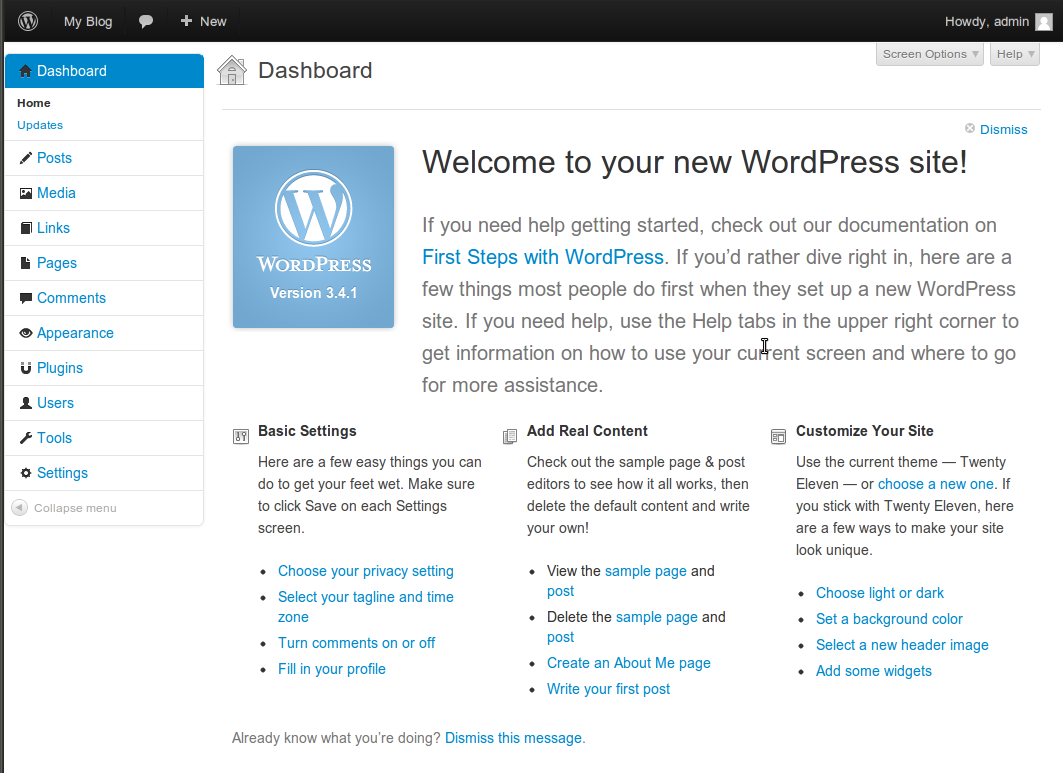 My Blog
New
Howdy, admin
Screen Options
Help
Dashboard
Home
Updates
Posts
Media
Links
Pages
Comments
Appearance
Plugins
Users
Tools
Settings
Collapse menu
Dashboard
Dismiss
WORDPRESS
Version 3.4.1
Welcome to your new WordPress site!
If you need help getting started, check out our documentation on
First Steps with WordPress. If you’d rather dive right in, here are a
few things most people do first when they set up a new WordPress
site. If you need help, use the Help tabs in the upper right corner to
get information on how to use your current screen and where to go
for more assistance.
Basic Settings
Here are a few easy things you can
do to get your feet wet. Make sure
to click Save on each Settings
screen.
Choose your privacy setting
Select your tagline and time
zone
Turn comments on or off
Fill in your profile
Add Real Content
Check out the sample page & post
editors to see how it all works, then
delete the default content and write
your own!
View the sample page and
post
Delete the sample page and
post
Create an About Me page
Write your first post
Customize Your Site
Use the current theme — Twenty
Eleven — or choose a new one. If
you stick with Twenty Eleven, here
are a few ways to make your site
look unique.
Choose light or dark
Set a background color
Select a new header image
Add some widgets
Already know what you’re doing? Dismiss this message.